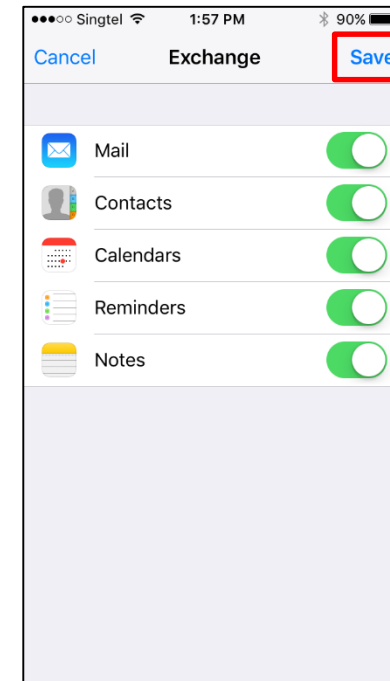 Singtel 1:57 PM 90%
Cancel Exchange Save
Mail
Contacts
Calendars
Reminders
Notes